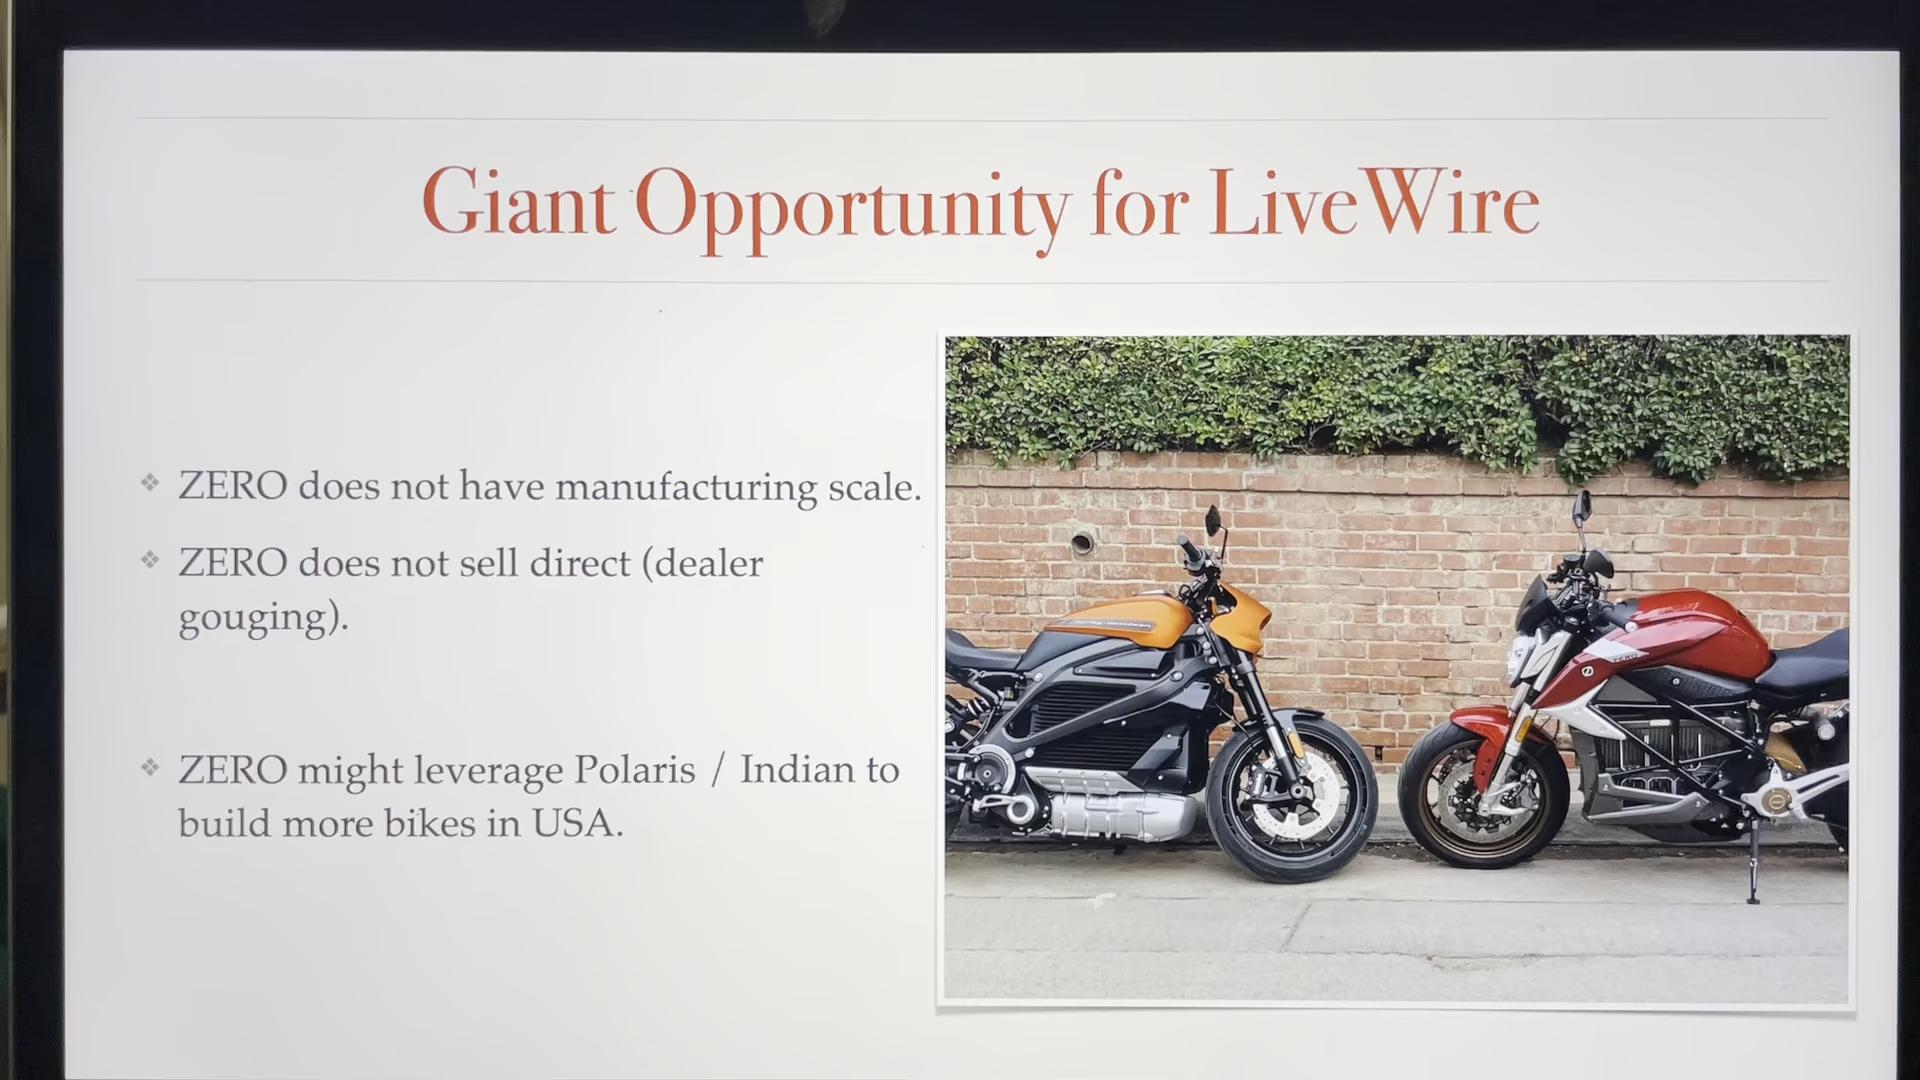 Giant Opportunity for LiveWire
ZERO does not have manufacturing scale.
ZERO does not sell direct (dealer
gouging).
ZERO might leverage Polaris / Indian to
build more bikes in USA.
ZERO